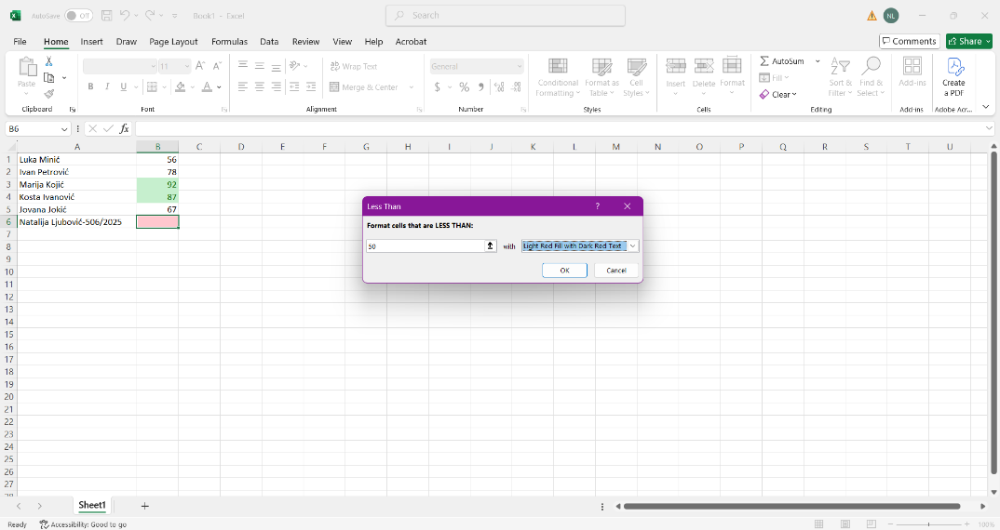 AutoSave Off Book1 - Excel Search NL
File Home Insert Draw Page Layout Formulas Data Review View Help Acrobat Comments Share
Paste
Clipboard
11
B I U A
Font
Wrap Text
Merge & Center
Alignment
General
$ % 9
Number
Conditional Formatting
Format as Table
Cell Styles
Styles
Insert Delete Format
Cells
AutoSum
Fill
Clear
Sort & Filter
Find & Select
Editing
Add-ins
Add-ins
Create a PDF
Adobe Acr...
B6 fx
A B C D E F G H I J K L M N O P Q R S T U
1 Luka Minić 56
2 Ivan Petrović 78
3 Marija Kojić 92
4 Kosta Ivanović 87
5 Jovana Jokić 67
6 Natalija Ljubović-506/2025
7
8
9
10
11
12
13
14
15
16
17
18
19
20
21
22
23
24
25
26
27
28
Less Than ?
Format cells that are LESS THAN:
50 with Light Red Fill with Dark Red Text
OK Cancel
Sheet1
Ready Accessibility: Good to go 100%